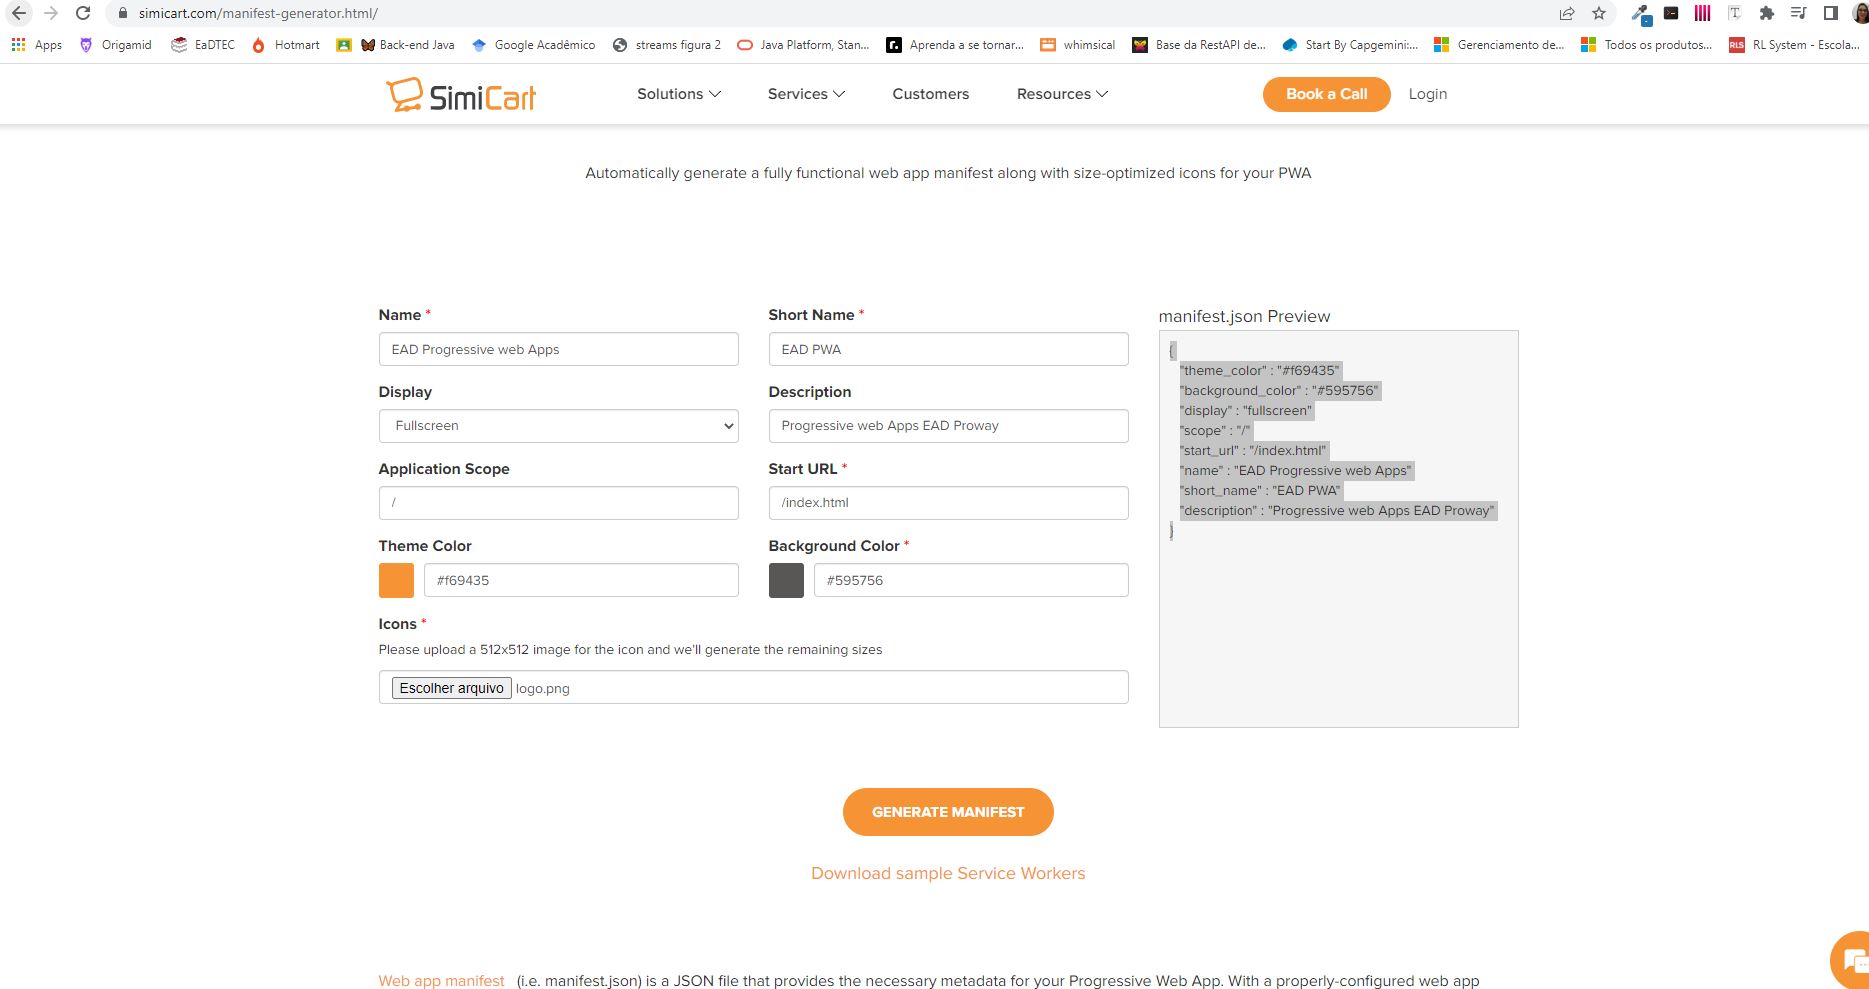 simicart.com/manifest-generator.html/
Apps Origamid EaDTEC Hotmart Back-end Java Google Acadêmico streams figura 2 Java Platform, Stan... Aprenda a se tornar... whimsical Base da RestAPI de... Start By Capgemini:... Gerenciamento de... Todos os produtos... RLS RL System - Escola...
SimiCart Solutions Services Customers Resources Book a Call Login
Automatically generate a fully functional web app manifest along with size-optimized icons for your PWA
Name *
EAD Progressive web Apps
Short Name *
EAD PWA
Display
Fullscreen
Description
Progressive web Apps EAD Proway
Application Scope
/
Start URL *
/index.html
Theme Color
#f69435
Background Color *
#595756
Icons *
Please upload a 512x512 image for the icon and we'll generate the remaining sizes
Escolher arquivo logo.png
manifest.json Preview
{
"theme_color" : "#f69435"
"background_color" : "#595756"
"display" : "fullscreen"
"scope" : "/"
"start_url" : "/index.html"
"name" : "EAD Progressive web Apps"
"short_name" : "EAD PWA"
"description" : "Progressive web Apps EAD Proway"
}
GENERATE MANIFEST
Download sample Service Workers
Web app manifest (i.e. manifest.json) is a JSON file that provides the necessary metadata for your Progressive Web App. With a properly-configured web app